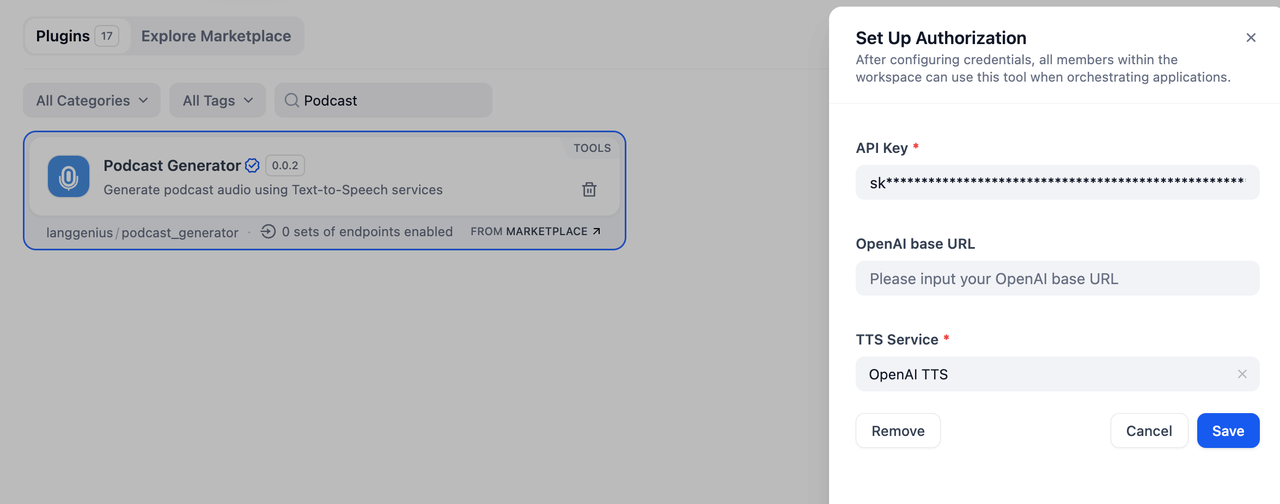 Plugins 17 Explore Marketplace
All Categories All Tags Podcast
TOOLS
Podcast Generator 0.0.2
Generate podcast audio using Text-to-Speech services
langgenius / podcast_generator · 0 sets of endpoints enabled FROM MARKETPLACE
Set Up Authorization
After configuring credentials, all members within the
workspace can use this tool when orchestrating applications.
API Key *
sk***************************************************
OpenAI base URL
Please input your OpenAI base URL
TTS Service *
OpenAI TTS
Remove Cancel Save